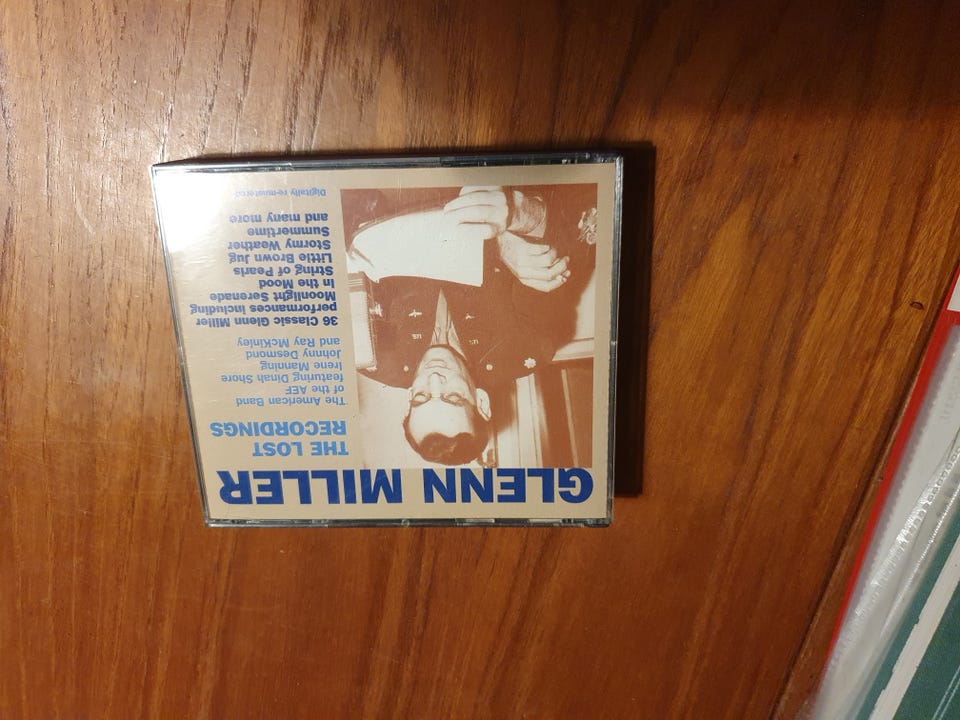 GLENN MILLER
THE LOST
RECORDINGS
The American Band
of the AEF
featuring Dinah Shore
Irene Manning
Johnny Desmond
and Ray McKinley
36 Classic Glenn Miller
performances including
Moonlight Serenade
In the Mood
String of Pearls
Little Brown Jug
Stormy Weather
Summertime
and many more
Digitally re-mastered